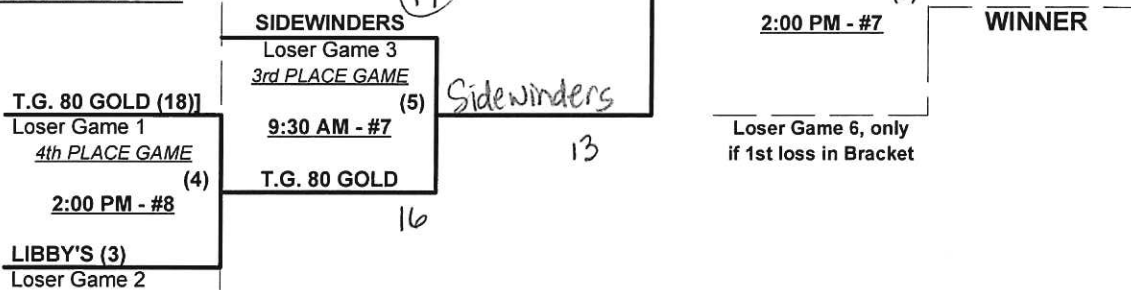 SIDEWINDERS
Loser Game 3
3rd PLACE GAME
(5)
9:30 AM - #7
T.G. 80 GOLD
16
T.G. 80 GOLD (18)]
Loser Game 1
4th PLACE GAME
(4)
2:00 PM - #8
LIBBY'S (3)
Loser Game 2
Sidewinders
13
2:00 PM - #7
WINNER
Loser Game 6, only
if 1st loss in Bracket